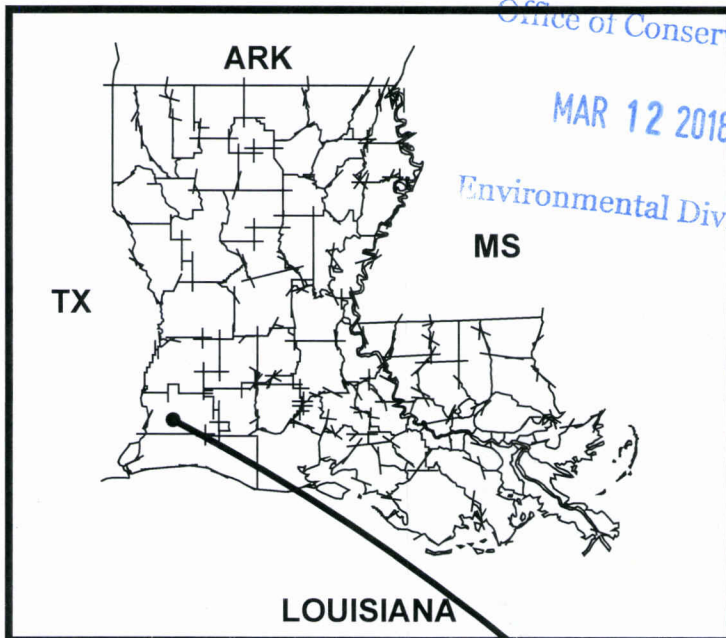 Office of Conserv
ARK
MAR 12 2018
Environmental Div
MS
TX
LOUISIANA